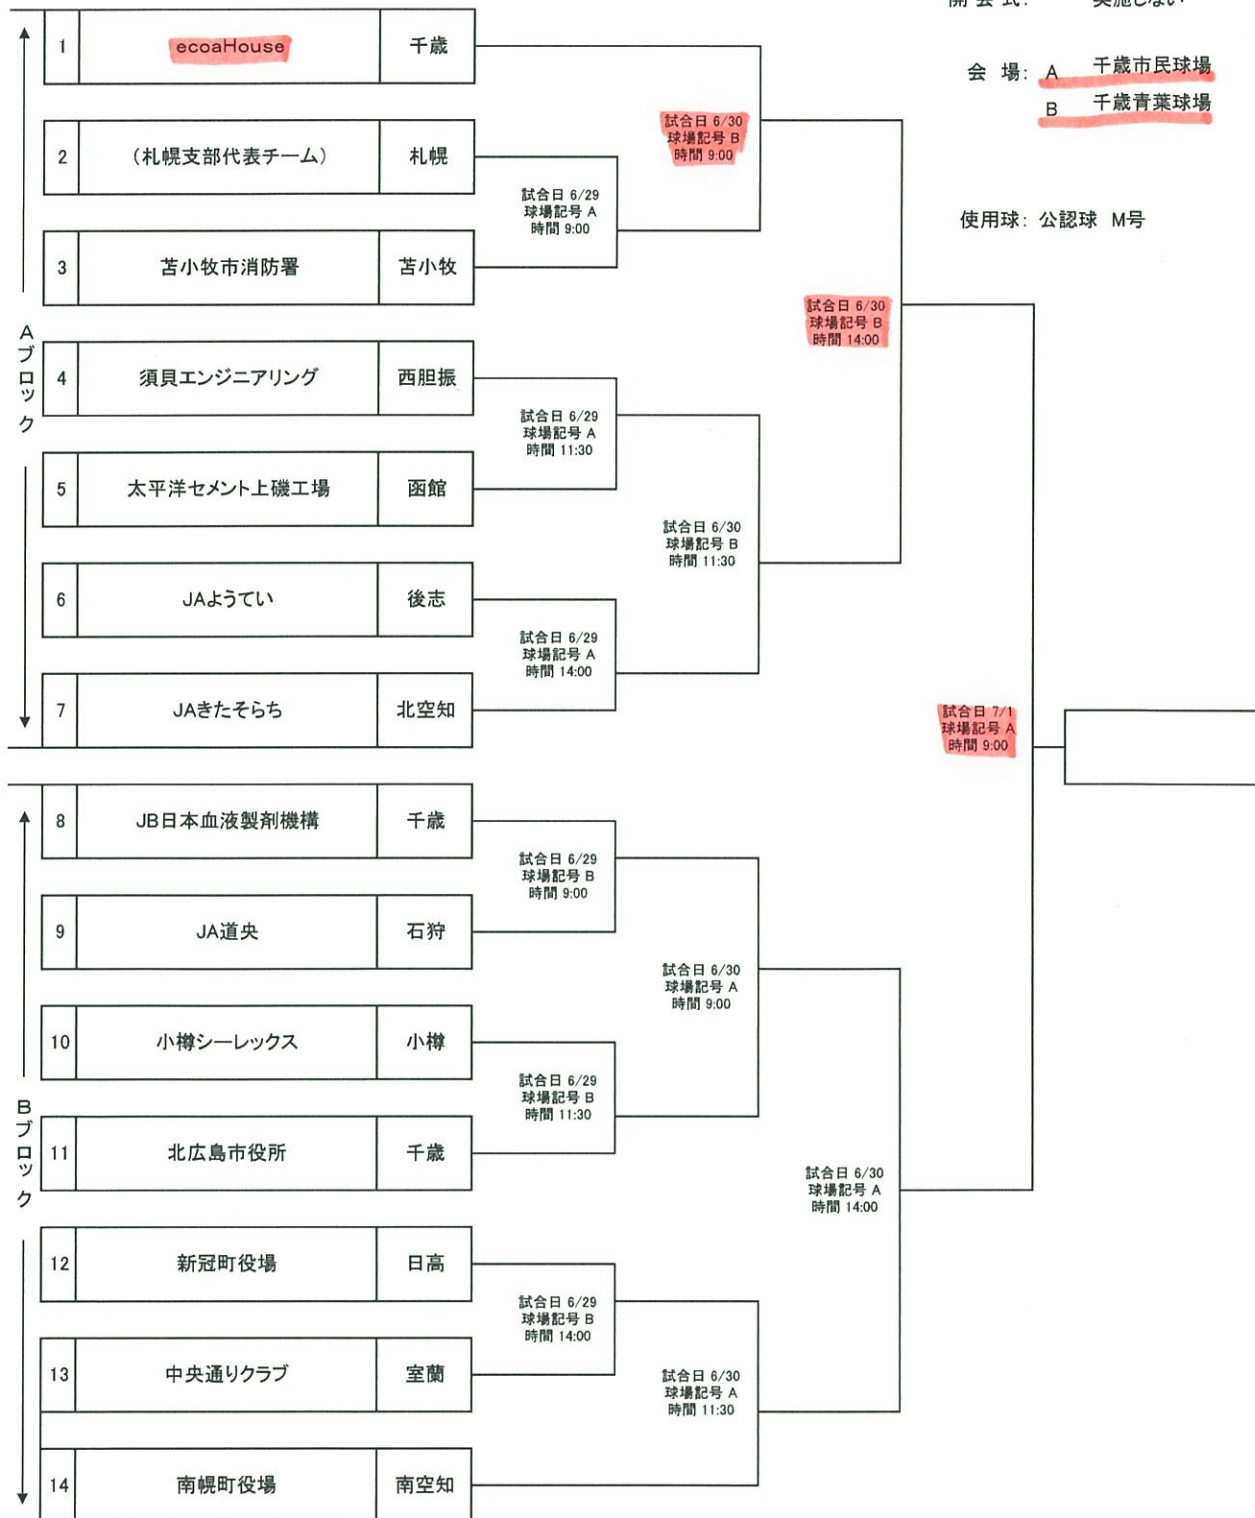 会 場: A 千歳市民球場
B 千歳青葉球場
使用球: 公認球 M号
Aブロック
1 ecoaHouse 千歳
2 (札幌支部代表チーム) 札幌
3 苫小牧市消防署 苫小牧
4 須貝エンジニアリング 西胆振
5 太平洋セメント上磯工場 函館
6 JAようてい 後志
7 JAきたそらち 北空知
試合日 6/29
球場記号 A
時間 9:00
試合日 6/29
球場記号 A
時間 11:30
試合日 6/29
球場記号 A
時間 14:00
試合日 6/30
球場記号 B
時間 9:00
試合日 6/30
球場記号 B
時間 11:30
試合日 6/30
球場記号 B
時間 14:00
試合日 7/1
球場記号 A
時間 9:00
Bブロック
8 JB日本血液製剤機構 千歳
9 JA道央 石狩
10 小樽シーレックス 小樽
11 北広島市役所 千歳
12 新冠町役場 日高
13 中央通りクラブ 室蘭
14 南幌町役場 南空知
試合日 6/29
球場記号 B
時間 9:00
試合日 6/29
球場記号 B
時間 11:30
試合日 6/29
球場記号 B
時間 14:00
試合日 6/30
球場記号 A
時間 9:00
試合日 6/30
球場記号 A
時間 11:30
試合日 6/30
球場記号 A
時間 14:00